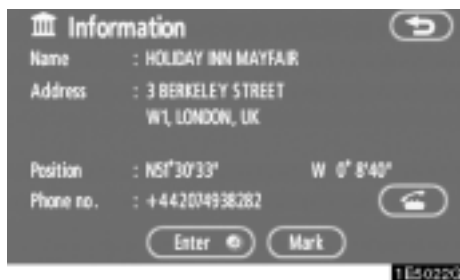 Information
Name : HOLIDAY INN MAYFAIR
Address : 3 BERKELEY STREET
W1, LONDON, UK
Position : N51°30'33" W 0° 8'40"
Phone no. : +442074938282
Enter Mark
1E5022C